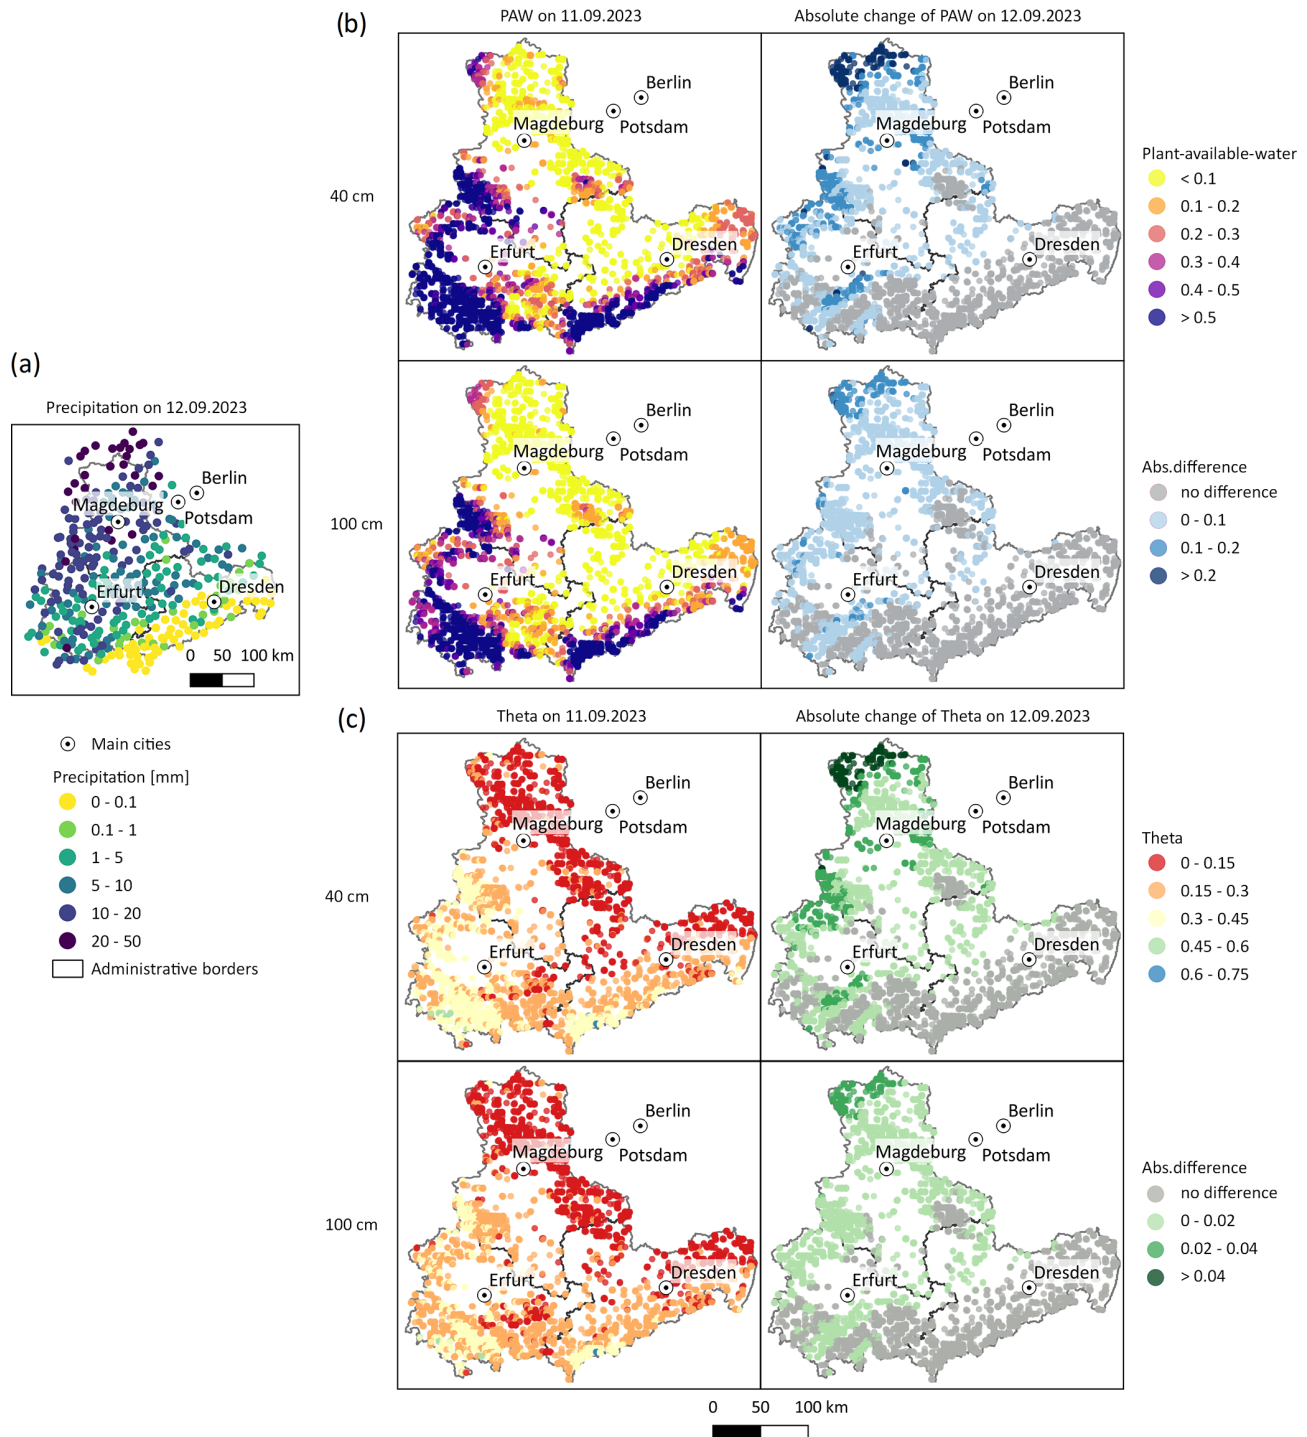 (a)
Precipitation on 12.09.2023
Berlin
Magdeburg
Potsdam
Erfurt
Dresden
0 50 100 km
Main cities
Precipitation [mm]
0 - 0.1
0.1 - 1
1 - 5
5 - 10
10 - 20
20 - 50
Administrative borders
(b)
PAW on 11.09.2023
Absolute change of PAW on 12.09.2023
40 cm
Berlin
Magdeburg
Potsdam
Erfurt
Dresden
Berlin
Magdeburg
Potsdam
Erfurt
Dresden
100 cm
Berlin
Magdeburg
Potsdam
Erfurt
Dresden
Berlin
Magdeburg
Potsdam
Erfurt
Dresden
Plant-available-water
< 0.1
0.1 - 0.2
0.2 - 0.3
0.3 - 0.4
0.4 - 0.5
> 0.5
Abs.difference
no difference
0 - 0.1
0.1 - 0.2
> 0.2
(c)
Theta on 11.09.2023
Absolute change of Theta on 12.09.2023
40 cm
Berlin
Magdeburg
Potsdam
Erfurt
Dresden
Berlin
Magdeburg
Potsdam
Erfurt
Dresden
100 cm
Berlin
Magdeburg
Potsdam
Erfurt
Dresden
Berlin
Magdeburg
Potsdam
Erfurt
Dresden
Theta
0 - 0.15
0.15 - 0.3
0.3 - 0.45
0.45 - 0.6
0.6 - 0.75
Abs.difference
no difference
0 - 0.02
0.02 - 0.04
> 0.04
0 50 100 km